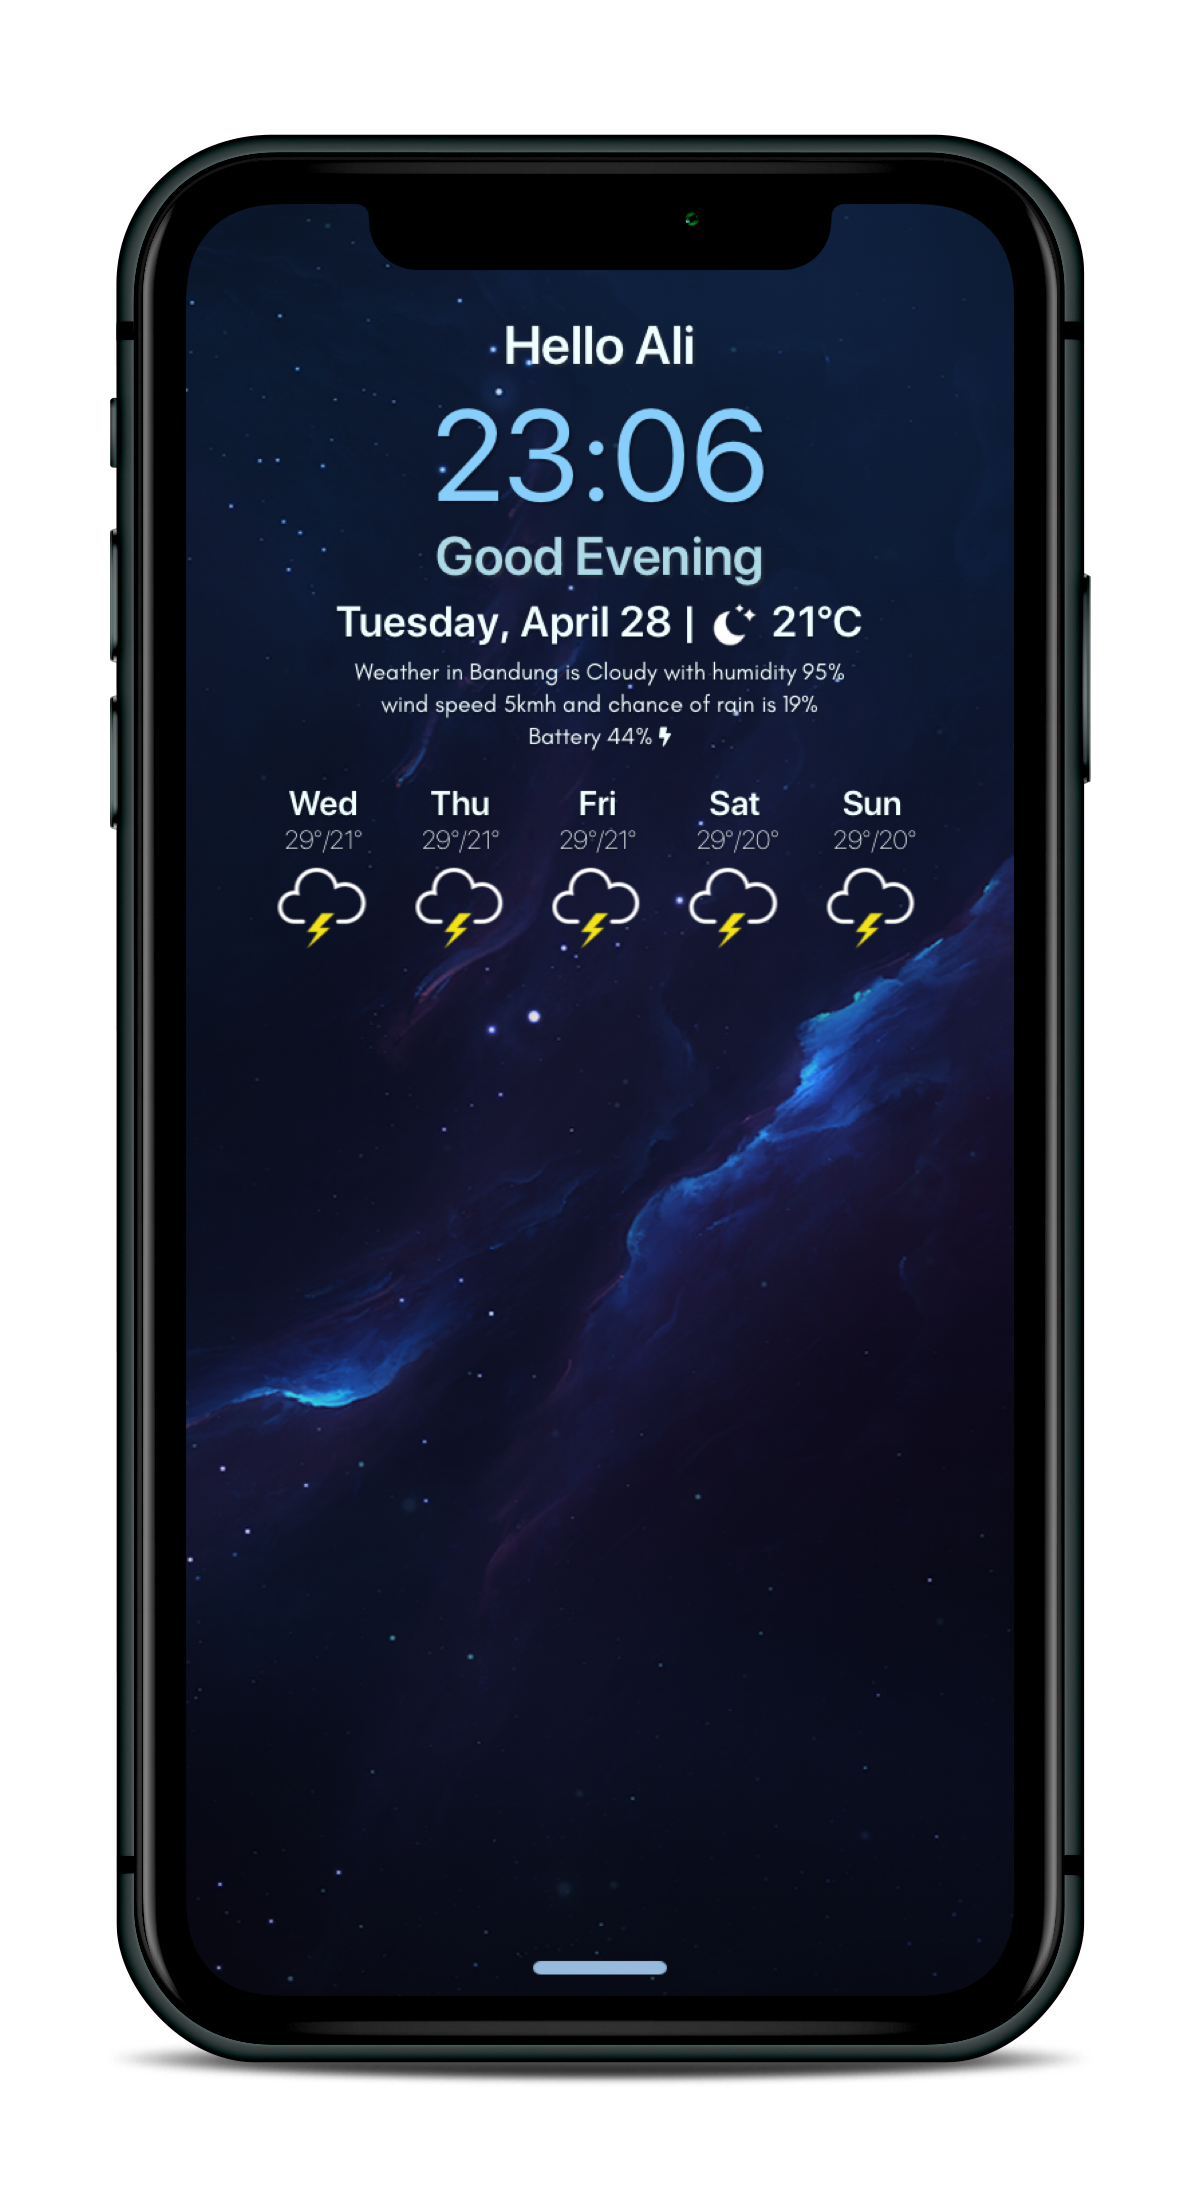 Hello Ali
23:06
Good Evening
Tuesday, April 28 | 21°C
Weather in Bandung is Cloudy with humidity 95%
wind speed 5kmh and chance of rain is 19%
Battery 44%
Wed Thu Fri Sat Sun
29°/21° 29°/21° 29°/21° 29°/20° 29°/20°